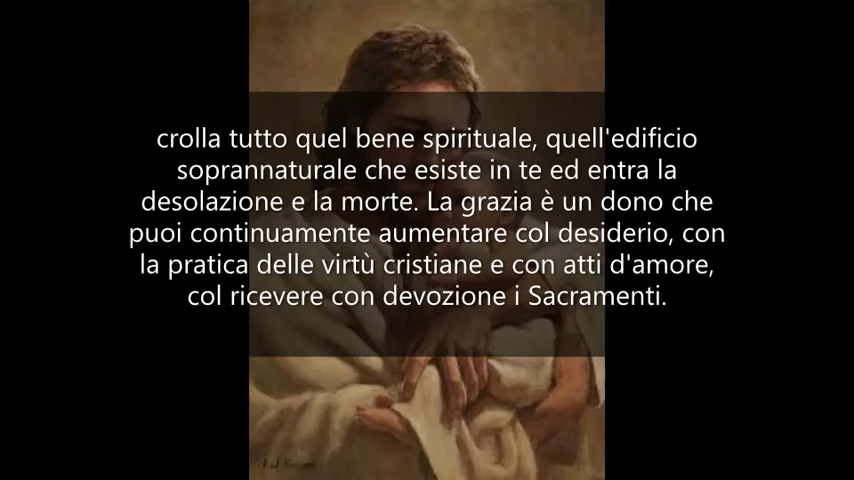 crolla tutto quel bene spirituale, quell'edificio
soprannaturale che esiste in te ed entra la
desolazione e la morte. La grazia è un dono che
puoi continuamente aumentare col desiderio, con
la pratica delle virtù cristiane e con atti d'amore,
col ricevere con devozione i Sacramenti.